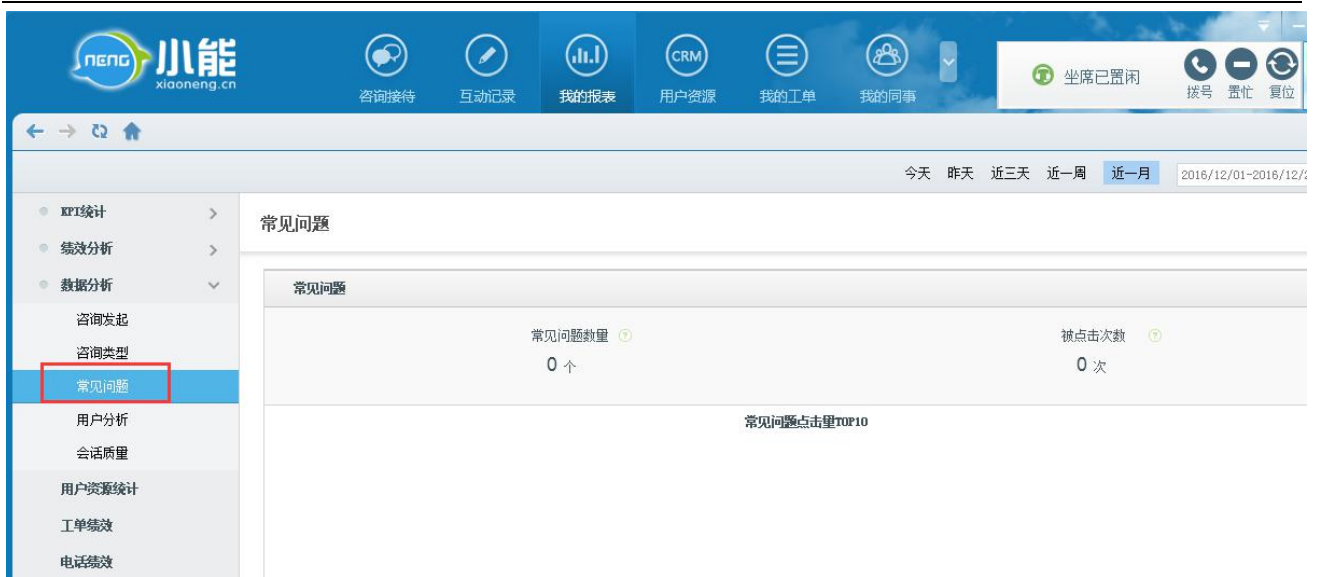 neng 小能
xiaoneng.cn
咨询接待 互动记录 我的报表 CRM 用户资源 我的工单 我的同事
坐席已置闲
拨号 置忙 复位
今天 昨天 近三天 近一周 近一月 2016/12/01-2016/12/2
KPI统计
绩效分析
数据分析
咨询发起
咨询类型
常见问题
用户分析
会话质量
用户资源统计
工单绩效
电话绩效
常见问题
常见问题
常见问题数量 ? 被点击次数 ?
0 个 0 次
常见问题点击量TOP10